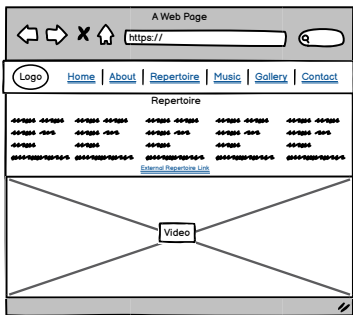 A Web Page
https://
Logo
Home | About | Repertoire | Music | Gallery | Contact
Repertoire
External Repertoire Link
Video